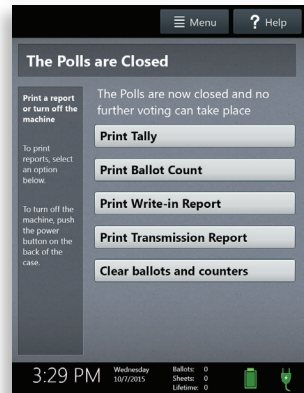 Menu
? Help
The Polls are Closed
Print a report
or turn off the
machine
To print
reports, select
an option
below.
To turn off the
machine, push
the power
button on the
back of the
case.
The Polls are now closed and no
further voting can take place
Print Tally
Print Ballot Count
Print Write-in Report
Print Transmission Report
Clear ballots and counters
3:29 PM
Wednesday
10/7/2015
Ballots: 0
Sheets: 0
Lifetime: 0